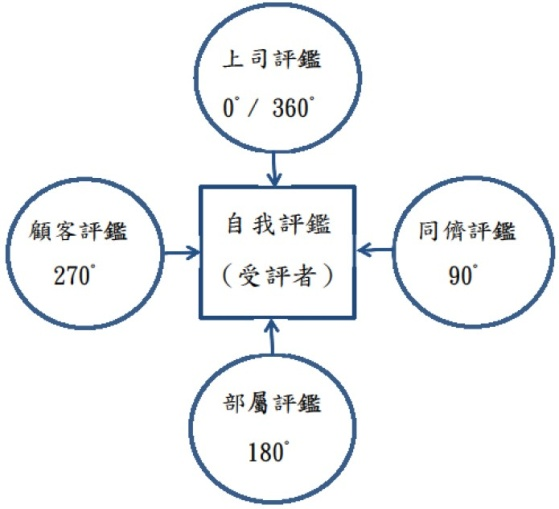 上司評鑑
0°/ 360°
顧客評鑑
270°
自我評鑑
(受評者)
同儕評鑑
90°
部屬評鑑
180°